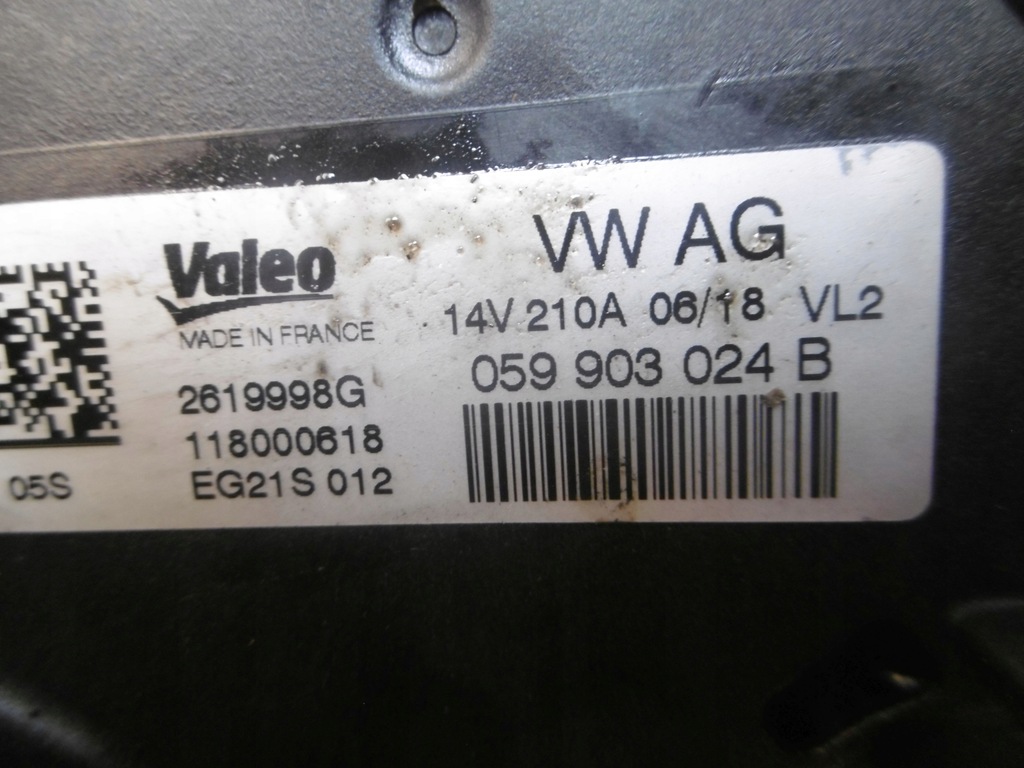 Valeo
MADE IN FRANCE
2619998G
118000618
EG21S 012
05S
VW AG
14V 210A 06/18 VL2
059 903 024 B